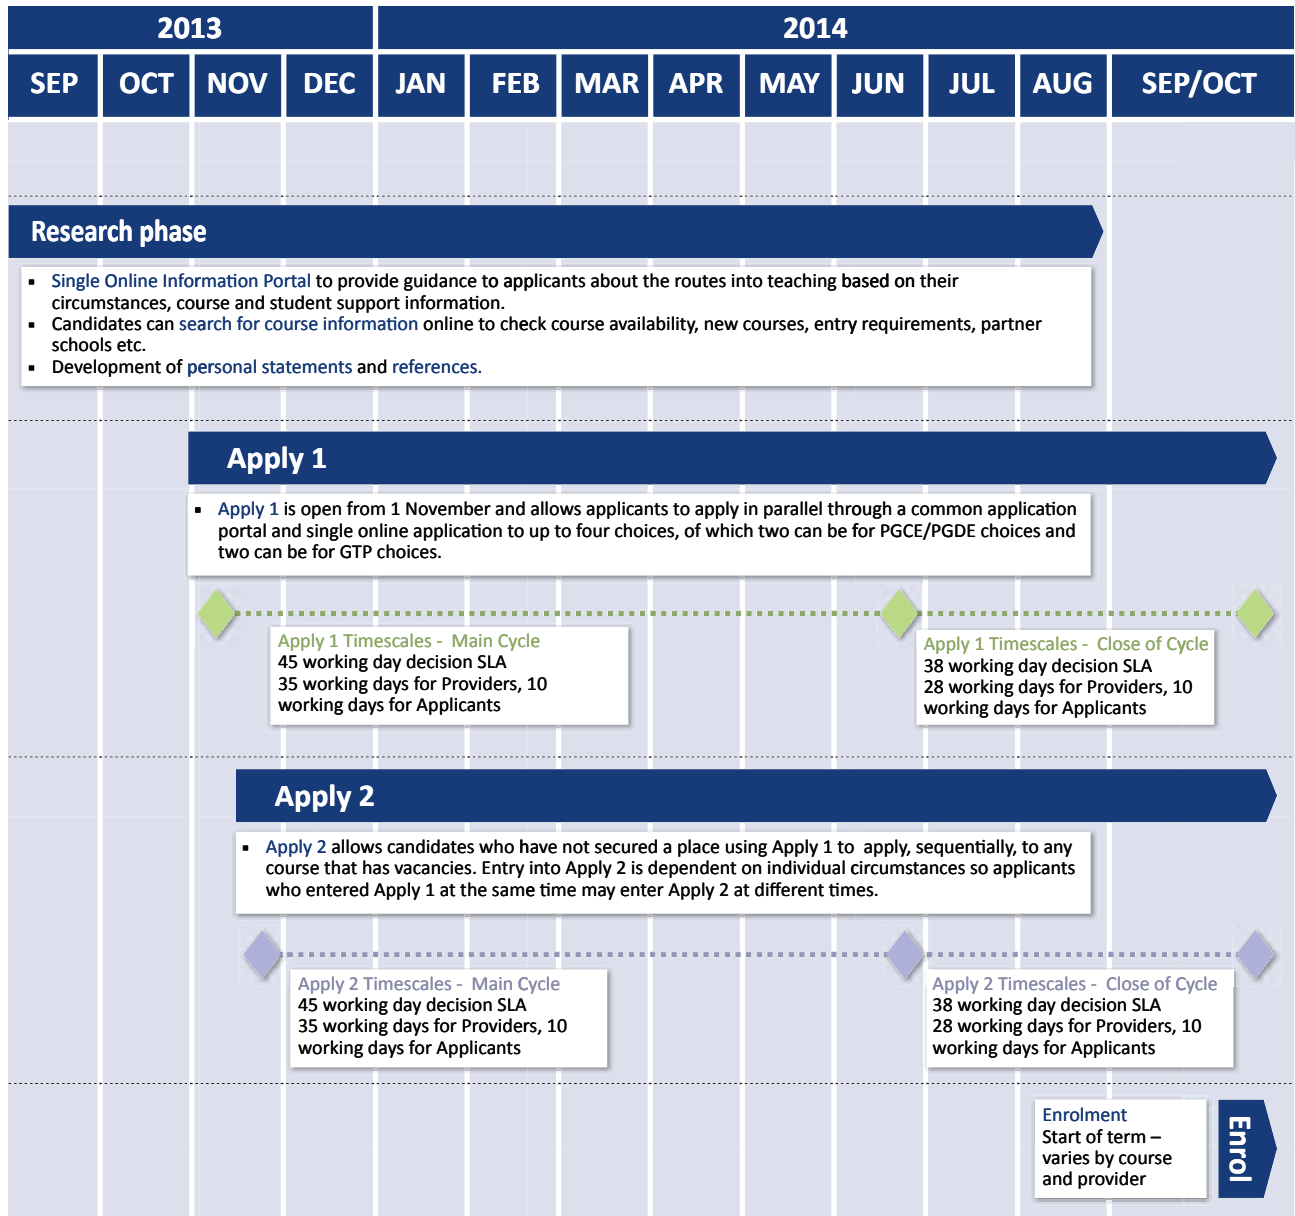 2013 2014
SEP OCT NOV DEC JAN FEB MAR APR MAY JUN JUL AUG SEP/OCT
Research phase
▪ Single Online Information Portal to provide guidance to applicants about the routes into teaching based on their
circumstances, course and student support information.
▪ Candidates can search for course information online to check course availability, new courses, entry requirements, partner
schools etc.
▪ Development of personal statements and references.
Apply 1
▪ Apply 1 is open from 1 November and allows applicants to apply in parallel through a common application
portal and single online application to up to four choices, of which two can be for PGCE/PGDE choices and
two can be for GTP choices.
Apply 1 Timescales - Main Cycle
45 working day decision SLA
35 working days for Providers, 10
working days for Applicants
Apply 1 Timescales - Close of Cycle
38 working day decision SLA
28 working days for Providers, 10
working days for Applicants
Apply 2
▪ Apply 2 allows candidates who have not secured a place using Apply 1 to apply, sequentially, to any
course that has vacancies. Entry into Apply 2 is dependent on individual circumstances so applicants
who entered Apply 1 at the same time may enter Apply 2 at different times.
Apply 2 Timescales - Main Cycle
45 working day decision SLA
35 working days for Providers, 10
working days for Applicants
Apply 2 Timescales - Close of Cycle
38 working day decision SLA
28 working days for Providers, 10
working days for Applicants
Enrolment
Start of term –
varies by course
and provider
Enrol